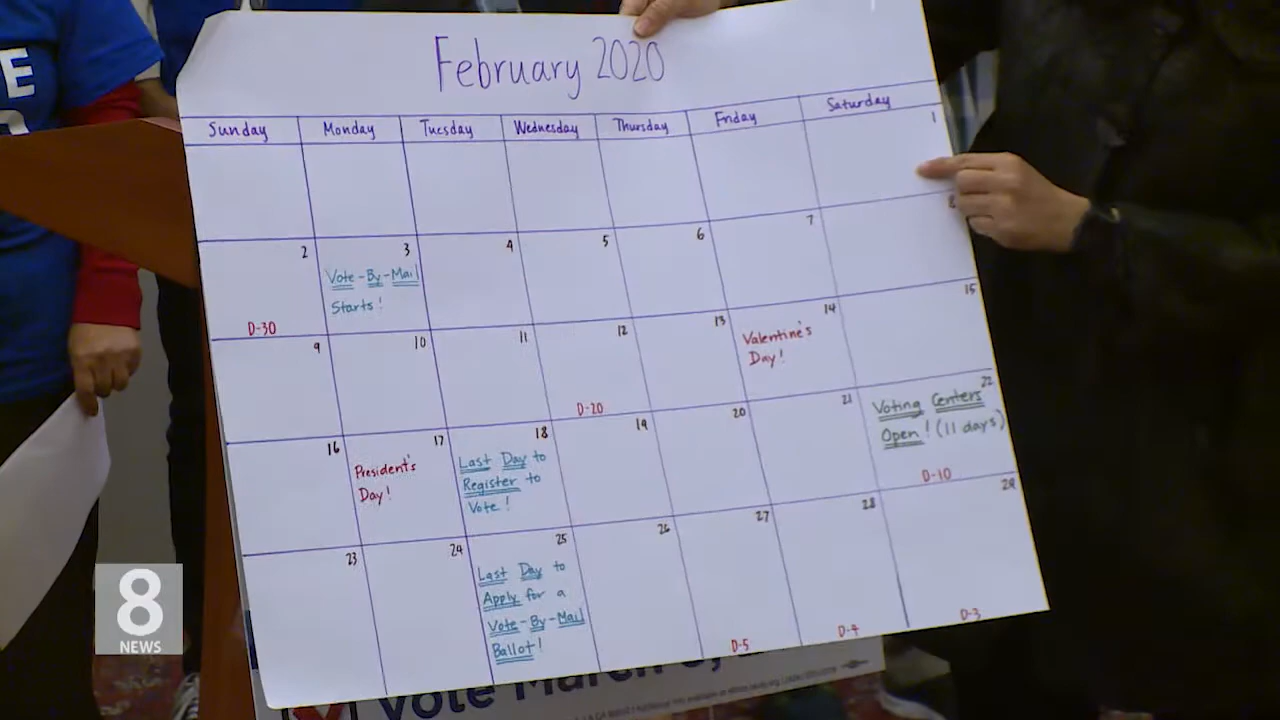 February 2020
Sunday Monday Tuesday Wednesday Thursday Friday Saturday
1
2 3 4 5 6 7 8
Vote-By-Mail
Starts!
D-30
9 10 11 12 13 14 15
Valentine's
Day!
D-20
16 17 18 19 20 21 22
President's
Day!
Last Day to
Register to
Vote!
Voting Centers
Open! (11 days)
D-10
23 24 25 26 27 28 29
Last Day to
Apply for a
Vote-By-Mail
Ballot!
D-5 D-4 D-3
Vote March
E
8
NEWS